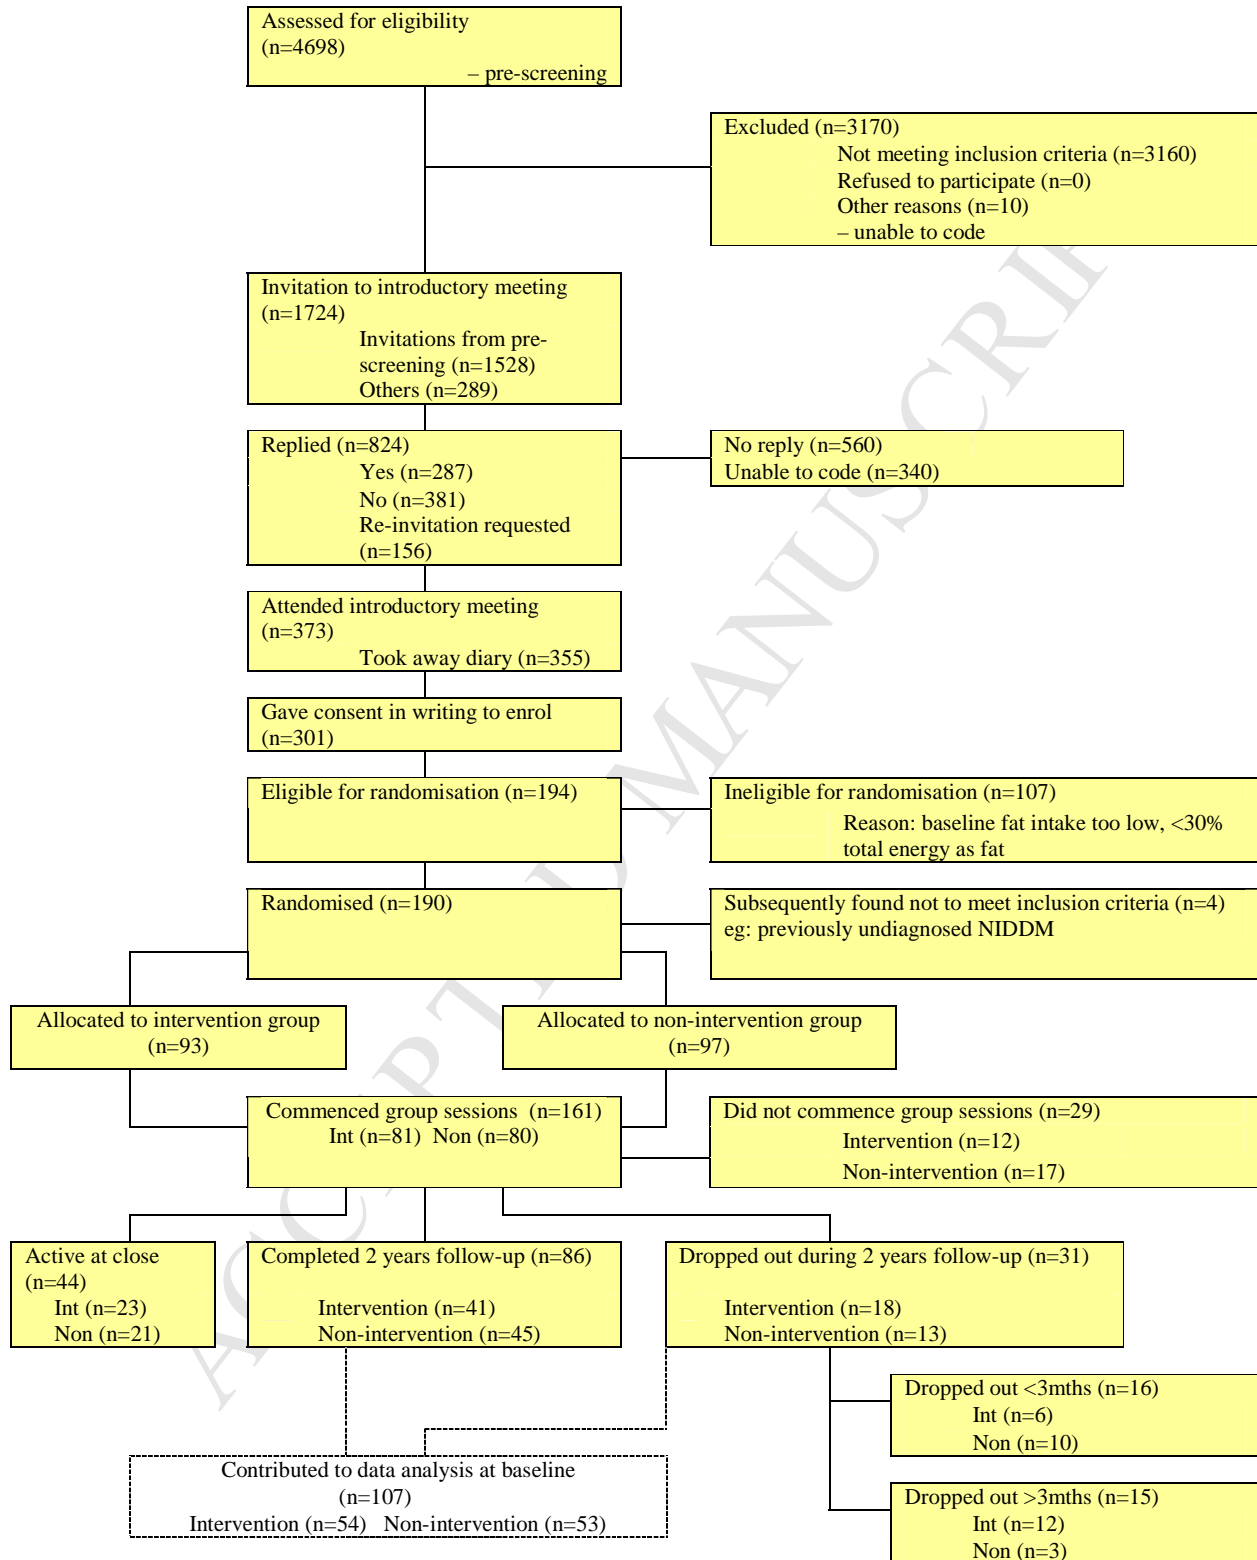 Assessed for eligibility
(n=4698)
– pre-screening
Excluded (n=3170)
Not meeting inclusion criteria (n=3160)
Refused to participate (n=0)
Other reasons (n=10)
– unable to code
Invitation to introductory meeting
(n=1724)
Invitations from pre-
screening (n=1528)
Others (n=289)
Replied (n=824)
Yes (n=287)
No (n=381)
Re-invitation requested
(n=156)
No reply (n=560)
Unable to code (n=340)
Attended introductory meeting
(n=373)
Took away diary (n=355)
Gave consent in writing to enrol
(n=301)
Eligible for randomisation (n=194)
Ineligible for randomisation (n=107)
Reason: baseline fat intake too low, <30%
total energy as fat
Randomised (n=190)
Subsequently found not to meet inclusion criteria (n=4)
eg: previously undiagnosed NIDDM
Allocated to intervention group
(n=93)
Allocated to non-intervention group
(n=97)
Commenced group sessions (n=161)
Int (n=81) Non (n=80)
Did not commence group sessions (n=29)
Intervention (n=12)
Non-intervention (n=17)
Active at close
(n=44)
Int (n=23)
Non (n=21)
Completed 2 years follow-up (n=86)
Intervention (n=41)
Non-intervention (n=45)
Dropped out during 2 years follow-up (n=31)
Intervention (n=18)
Non-intervention (n=13)
Dropped out <3mths (n=16)
Int (n=6)
Non (n=10)
Contributed to data analysis at baseline
(n=107)
Intervention (n=54) Non-intervention (n=53)
Dropped out >3mths (n=15)
Int (n=12)
Non (n=3)